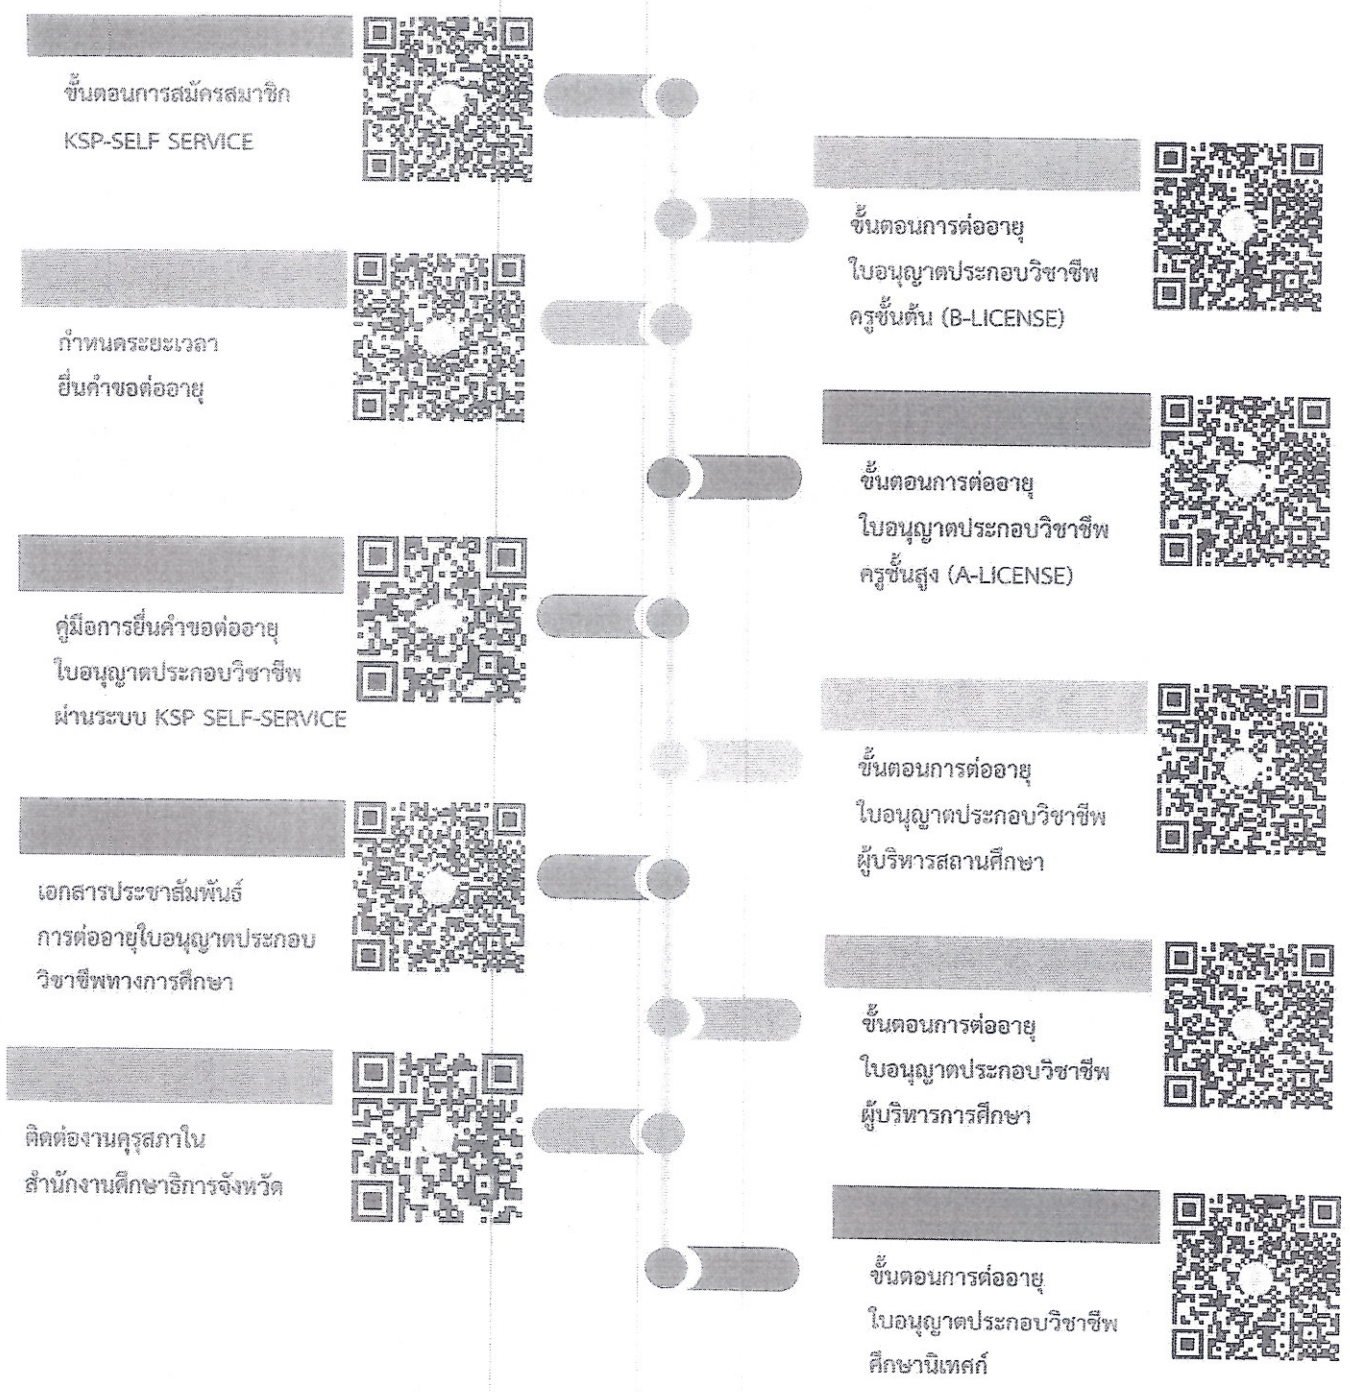 ขั้นตอนการสมัครสมาชิก
KSP-SELF SERVICE
ขั้นตอนการต่ออายุ
ใบอนุญาตประกอบวิชาชีพ
ครูชั้นต้น (B-LICENSE)
กำหนดระยะเวลา
ยื่นคำขอต่ออายุ
ขั้นตอนการต่ออายุ
ใบอนุญาตประกอบวิชาชีพ
ครูชั้นสูง (A-LICENSE)
คู่มือการยื่นคำขอต่ออายุ
ใบอนุญาตประกอบวิชาชีพ
ผ่านระบบ KSP SELF-SERVICE
ขั้นตอนการต่ออายุ
ใบอนุญาตประกอบวิชาชีพ
ผู้บริหารสถานศึกษา
เอกสารประชาสัมพันธ์
การต่ออายุใบอนุญาตประกอบ
วิชาชีพทางการศึกษา
ขั้นตอนการต่ออายุ
ใบอนุญาตประกอบวิชาชีพ
ผู้บริหารการศึกษา
ติดต่องานคุรุสภาใน
สำนักงานศึกษาธิการจังหวัด
ขั้นตอนการต่ออายุ
ใบอนุญาตประกอบวิชาชีพ
ศึกษานิเทศก์